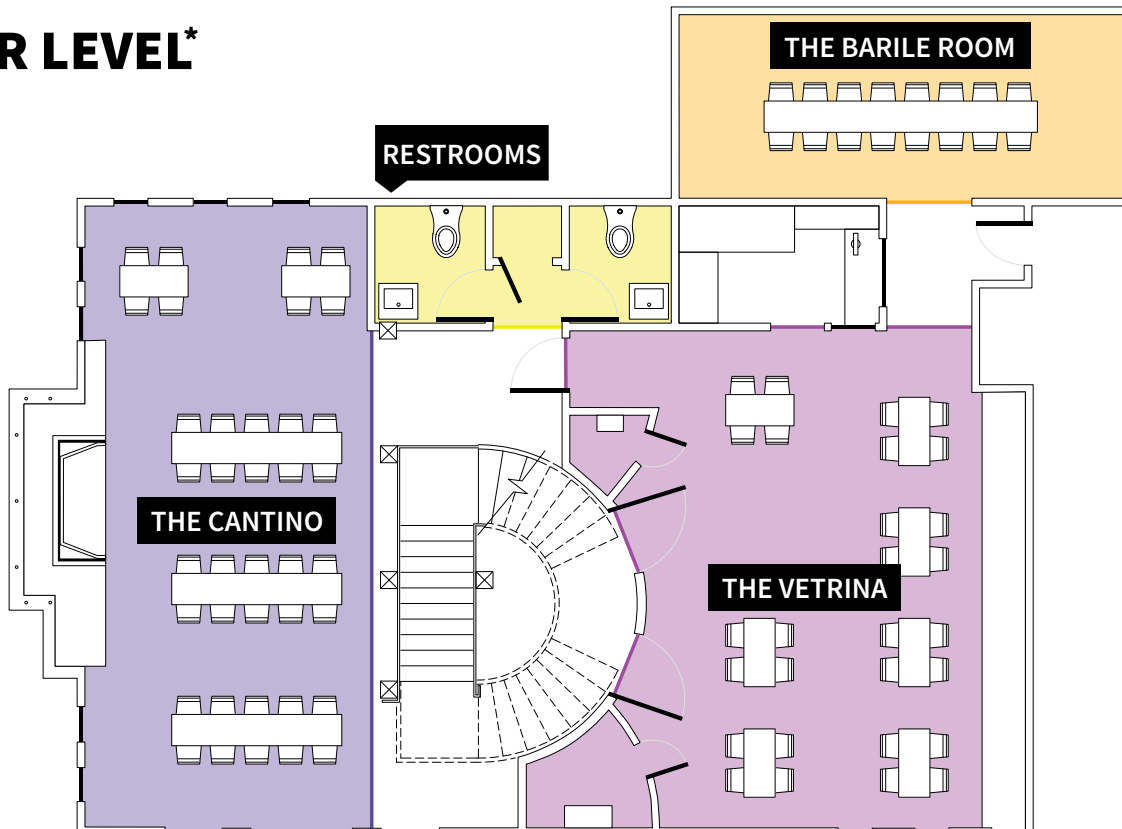 R LEVEL*
THE BARILE ROOM
RESTROOMS
THE CANTINO
THE VETRINA